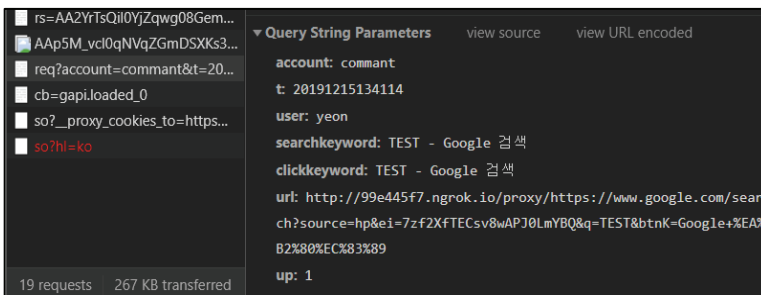 rs=AA2YrTsQil0YjZqwg08Gem...
AAp5M_vcl0qNVqZGmDSXKs3...
req?account=commant&t=20...
cb=gapi.loaded_0
so?__proxy_cookies_to=https...
so?hl=ko
19 requests
267 KB transferred
▼ Query String Parameters
view source
view URL encoded
account: commant
t: 20191215134114
user: yeon
searchkeyword: TEST - Google 검색
clickkeyword: TEST - Google 검색
url: http://99e445f7.ngrok.io/proxy/https://www.google.com/sear
ch?source=hp&ei=7zf2XfTECsv8wAPJ0LmYBQ&q=TEST&btnK=Google+%EA%
B2%80%EC%83%89
up: 1